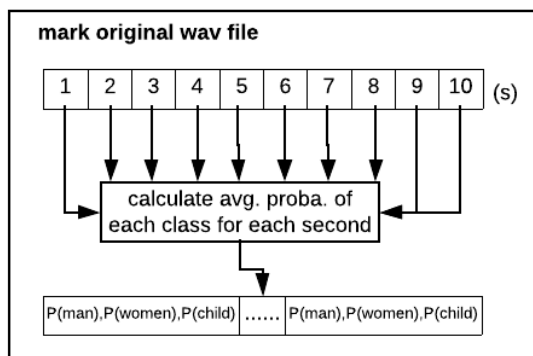 mark original wav file
1 2 3 4 5 6 7 8 9 10 (s)
calculate avg. proba. of
each class for each second
P(man),P(women),P(child) ...... P(man),P(women),P(child)